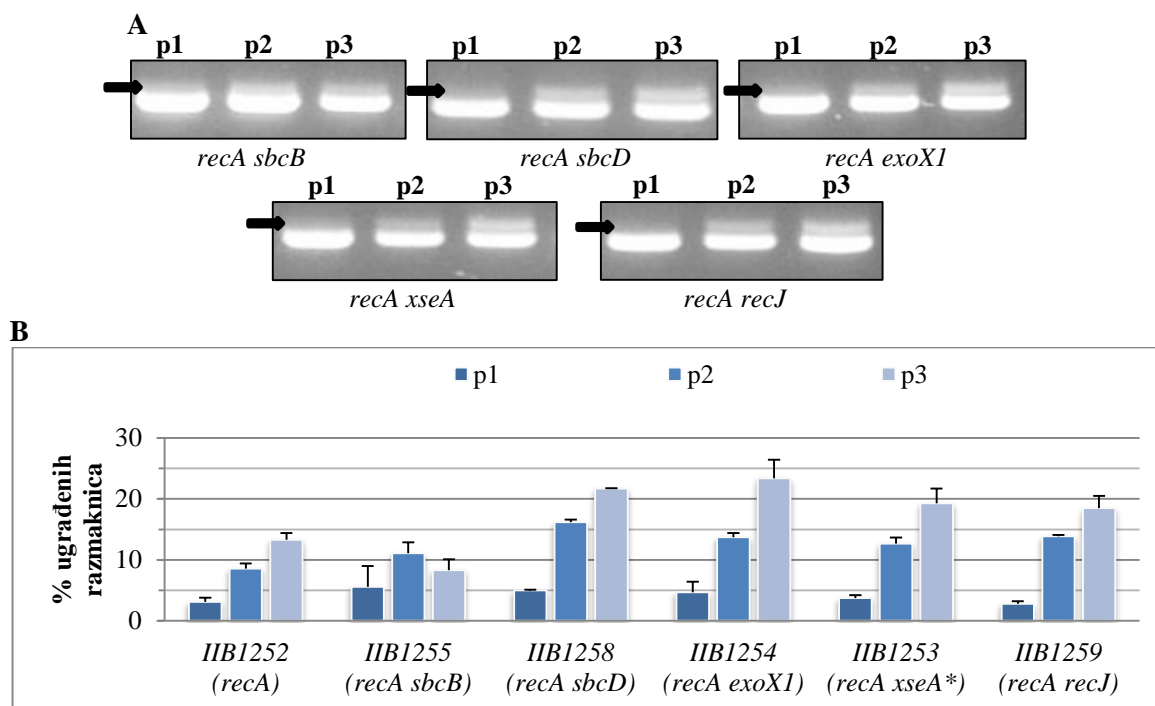 A
p1 p2 p3
p1 p2 p3
p1 p2 p3
recA sbcB
recA sbcD
recA exoX1
p1 p2 p3
p1 p2 p3
recA xseA
recA recJ
B
p1 p2 p3
% ugrađenih
razmaknica
30
20
10
0
IIB1252
(recA)
IIB1255
(recA sbcB)
IIB1258
(recA sbcD)
IIB1254
(recA exoX1)
IIB1253
(recA xseA*)
IIB1259
(recA recJ)